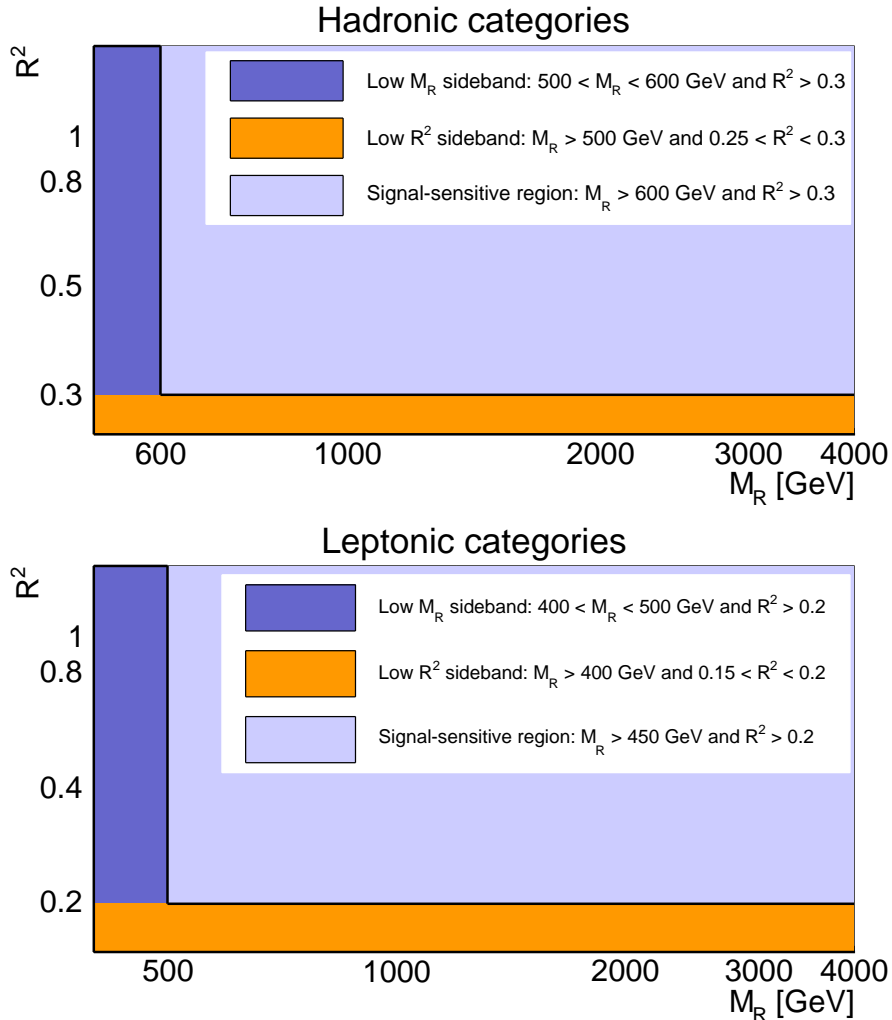 Hadronic categories
R²
Low M_R sideband: 500 < M_R < 600 GeV and R² > 0.3
1
Low R² sideband: M_R > 500 GeV and 0.25 < R² < 0.3
0.8
Signal-sensitive region: M_R > 600 GeV and R² > 0.3
0.5
0.3
600 1000 2000 3000 4000
M_R [GeV]
Leptonic categories
R²
Low M_R sideband: 400 < M_R < 500 GeV and R² > 0.2
1
0.8
Low R² sideband: M_R > 400 GeV and 0.15 < R² < 0.2
Signal-sensitive region: M_R > 450 GeV and R² > 0.2
0.4
0.2
500 1000 2000 3000 4000
M_R [GeV]